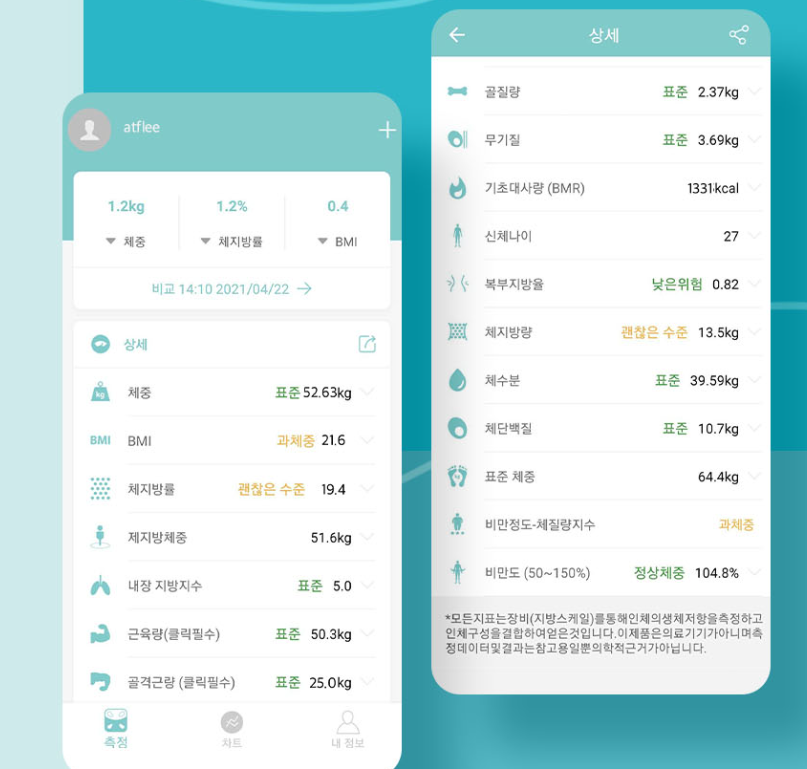 atflee
1.2kg 1.2% 0.4
체중 체지방률 BMI
비교 14:10 2021/04/22
상세
kg 체중 표준 52.63kg
BMI BMI 과체중 21.6
체지방률 괜찮은 수준 19.4
제지방체중 51.6kg
내장 지방지수 표준 5.0
근육량(클릭필수) 표준 50.3kg
골격근량 (클릭필수) 표준 25.0kg
측정 차트 내 정보
상세
골질량 표준 2.37kg
무기질 표준 3.69kg
기초대사량 (BMR) 1331kcal
신체나이 27
복부지방율 낮은위험 0.82
체지방량 괜찮은 수준 13.5kg
체수분 표준 39.59kg
체단백질 표준 10.7kg
표준 체중 64.4kg
비만정도-체질량지수 과체중
비만도 (50~150%) 정상체중 104.8%
*모든지표는장비(지방스케일)를통해인체의생체저항을측정하고
인체구성을결합하여얻은것입니다.이제품은의료기기가아니며측
정데이터및결과는참고용일뿐의학적근거가아닙니다.